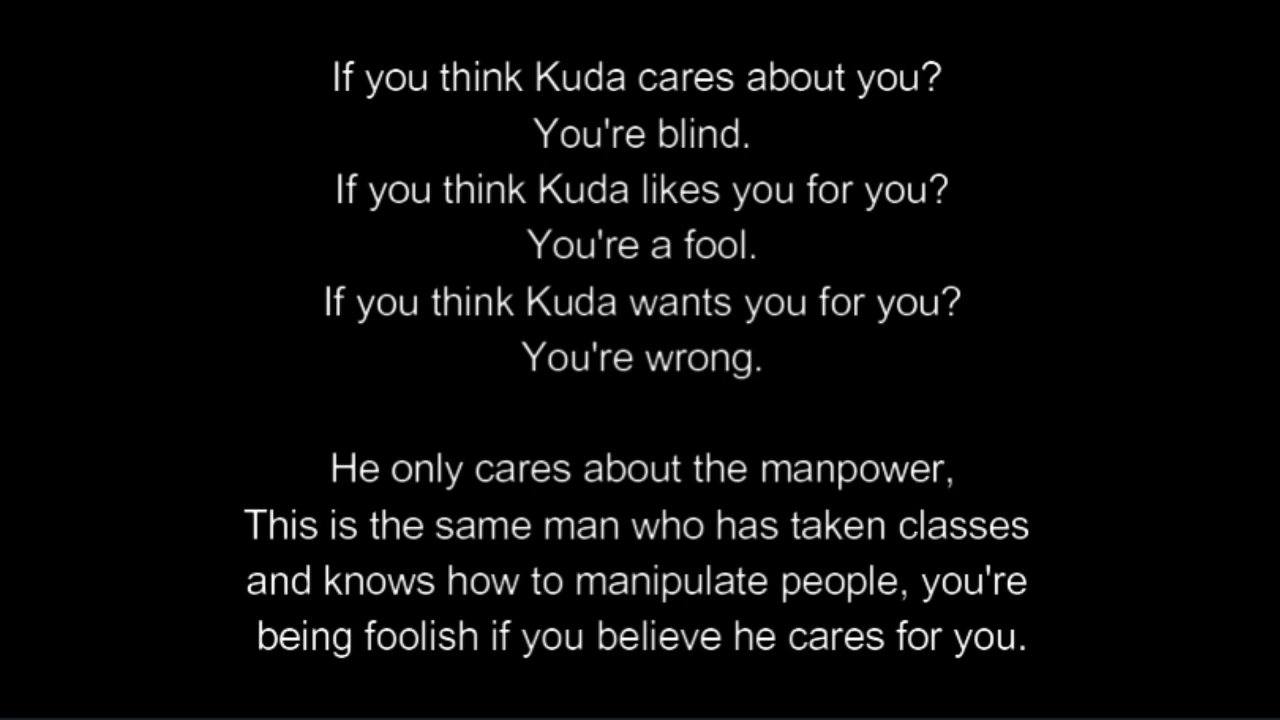 If you think Kuda cares about you?
You're blind.
If you think Kuda likes you for you?
You're a fool.
If you think Kuda wants you for you?
You're wrong.
He only cares about the manpower,
This is the same man who has taken classes
and knows how to manipulate people, you're
being foolish if you believe he cares for you.